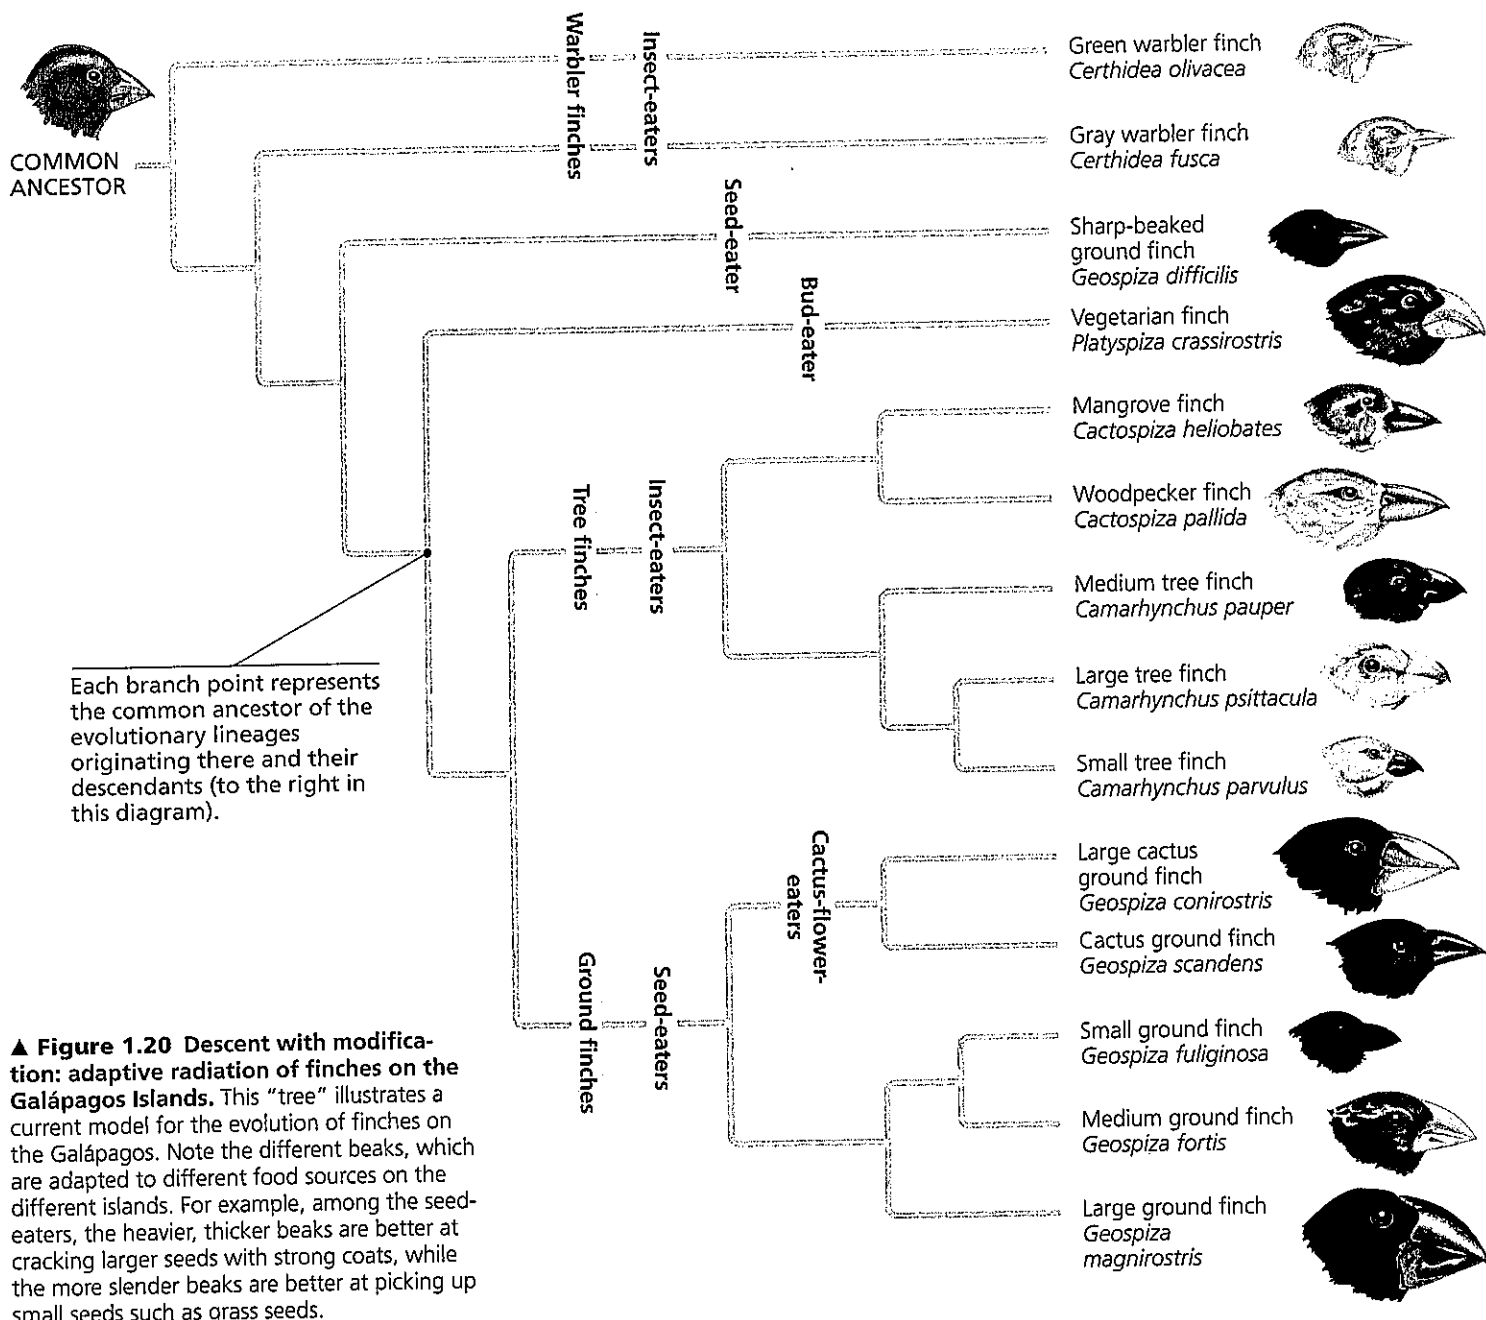 COMMON
ANCESTOR
Warbler finches
Insect-eaters
Seed-eater
Bud-eater
Tree finches
Insect-eaters
Ground finches
Seed-eaters
Cactus-flower-
eaters
Green warbler finch
Certhidea olivacea
Gray warbler finch
Certhidea fusca
Sharp-beaked
ground finch
Geospiza difficilis
Vegetarian finch
Platyspiza crassirostris
Mangrove finch
Cactospiza heliobates
Woodpecker finch
Cactospiza pallida
Medium tree finch
Camarhynchus pauper
Large tree finch
Camarhynchus psittacula
Small tree finch
Camarhynchus parvulus
Large cactus
ground finch
Geospiza conirostris
Cactus ground finch
Geospiza scandens
Small ground finch
Geospiza fuliginosa
Medium ground finch
Geospiza fortis
Large ground finch
Geospiza
magnirostris
Each branch point represents
the common ancestor of the
evolutionary lineages
originating there and their
descendants (to the right in
this diagram).
▲ Figure 1.20 Descent with modifica-
tion: adaptive radiation of finches on the
Galápagos Islands. This "tree" illustrates a
current model for the evolution of finches on
the Galápagos. Note the different beaks, which
are adapted to different food sources on the
different islands. For example, among the seed-
eaters, the heavier, thicker beaks are better at
cracking larger seeds with strong coats, while
the more slender beaks are better at picking up
small seeds such as grass seeds.